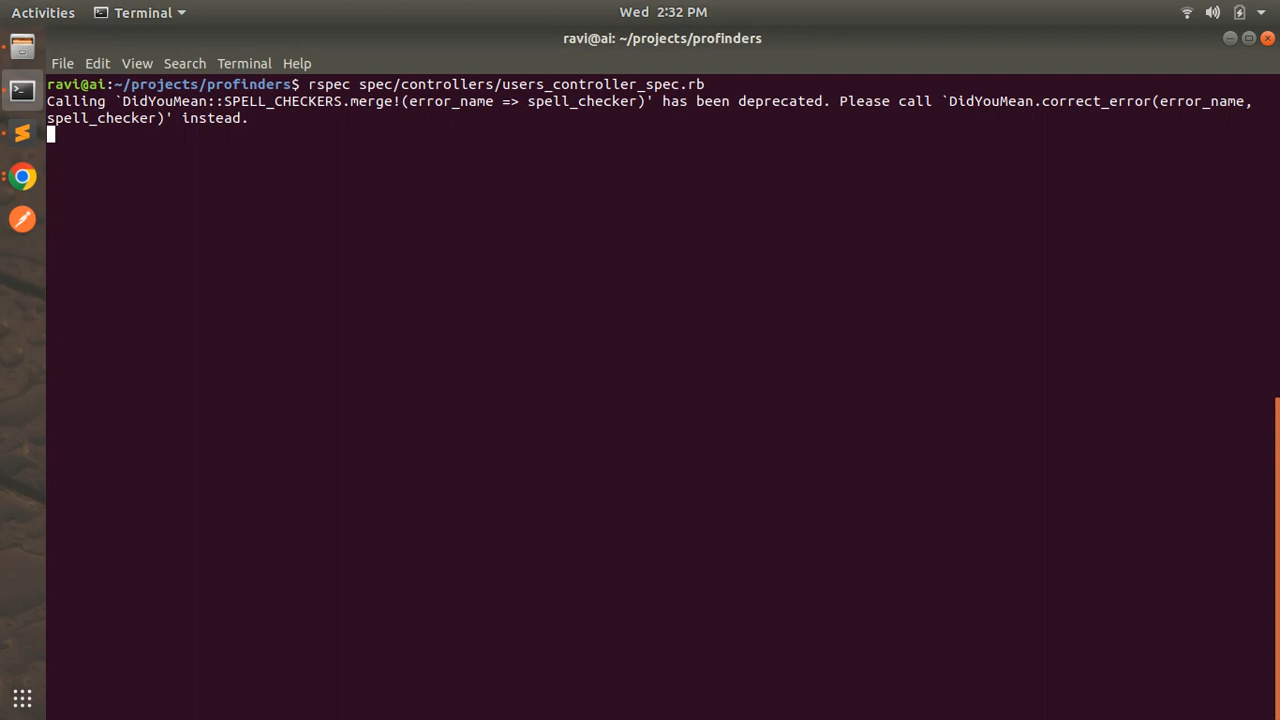 Activities Terminal Wed 2:32 PM
ravi@ai: ~/projects/profinders
File Edit View Search Terminal Help
ravi@ai:~/projects/profinders$ rspec spec/controllers/users_controller_spec.rb
Calling `DidYouMean::SPELL_CHECKERS.merge!(error_name => spell_checker)' has been deprecated. Please call `DidYouMean.correct_error(error_name,
spell_checker)' instead.